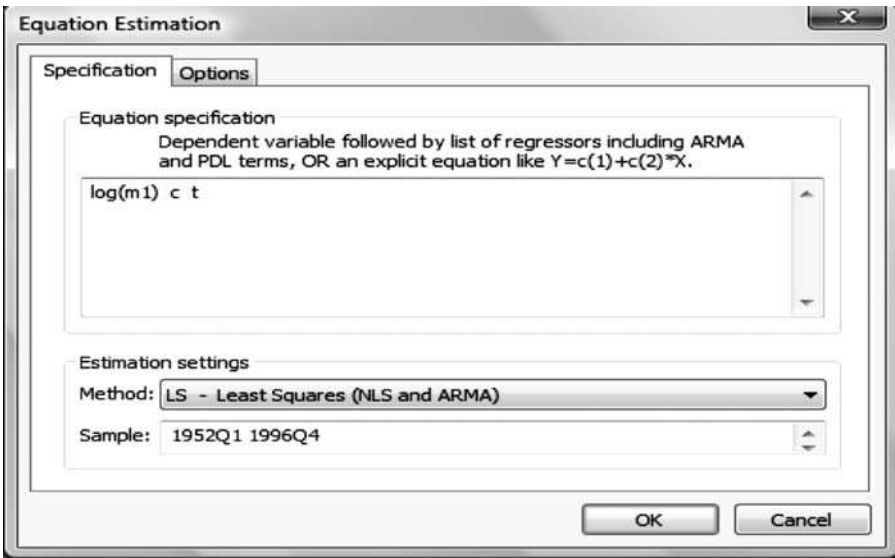 Equation Estimation
Specification
Options
Equation specification
Dependent variable followed by list of regressors including ARMA
and PDL terms, OR an explicit equation like Y=c(1)+c(2)*X.
log(m1) c t
Estimation settings
Method: LS - Least Squares (NLS and ARMA)
Sample: 1952Q1 1996Q4
OK
Cancel